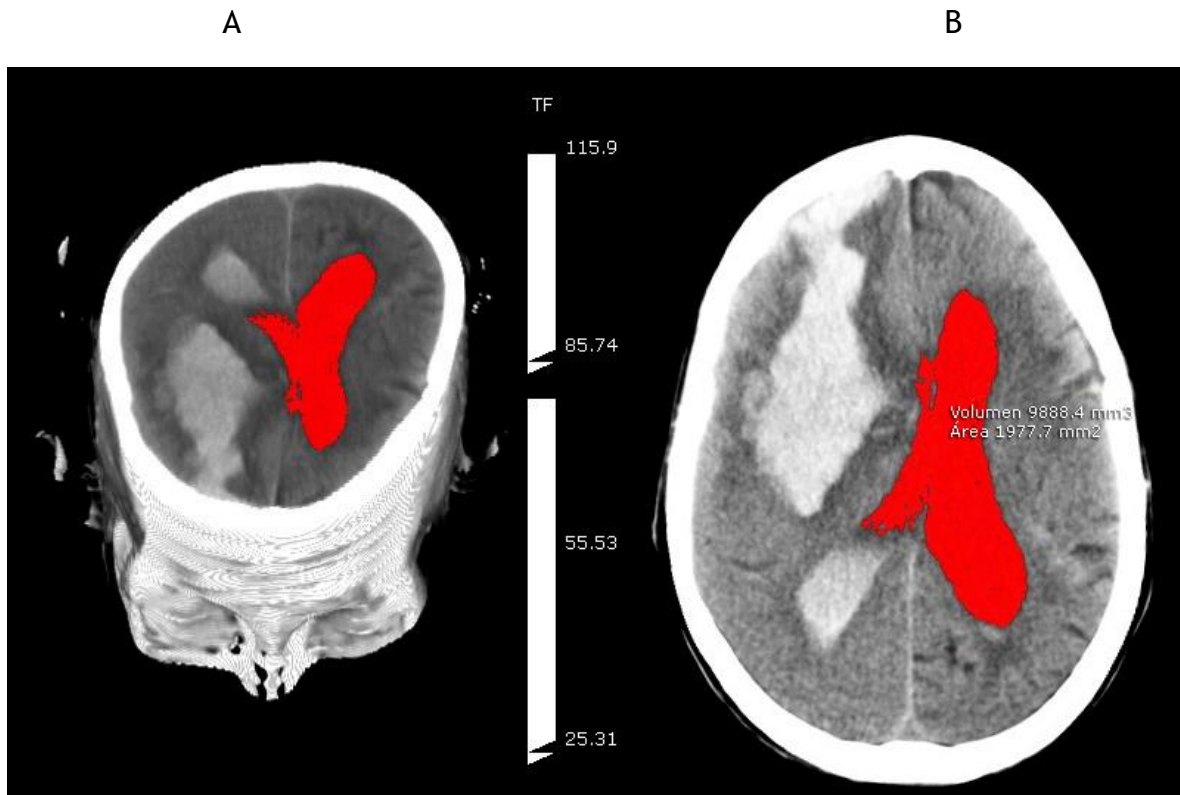 A
B
TF
115.9
85.74
55.53
25.31
Volumen 9888.4 mm3
Área 1977.7 mm2